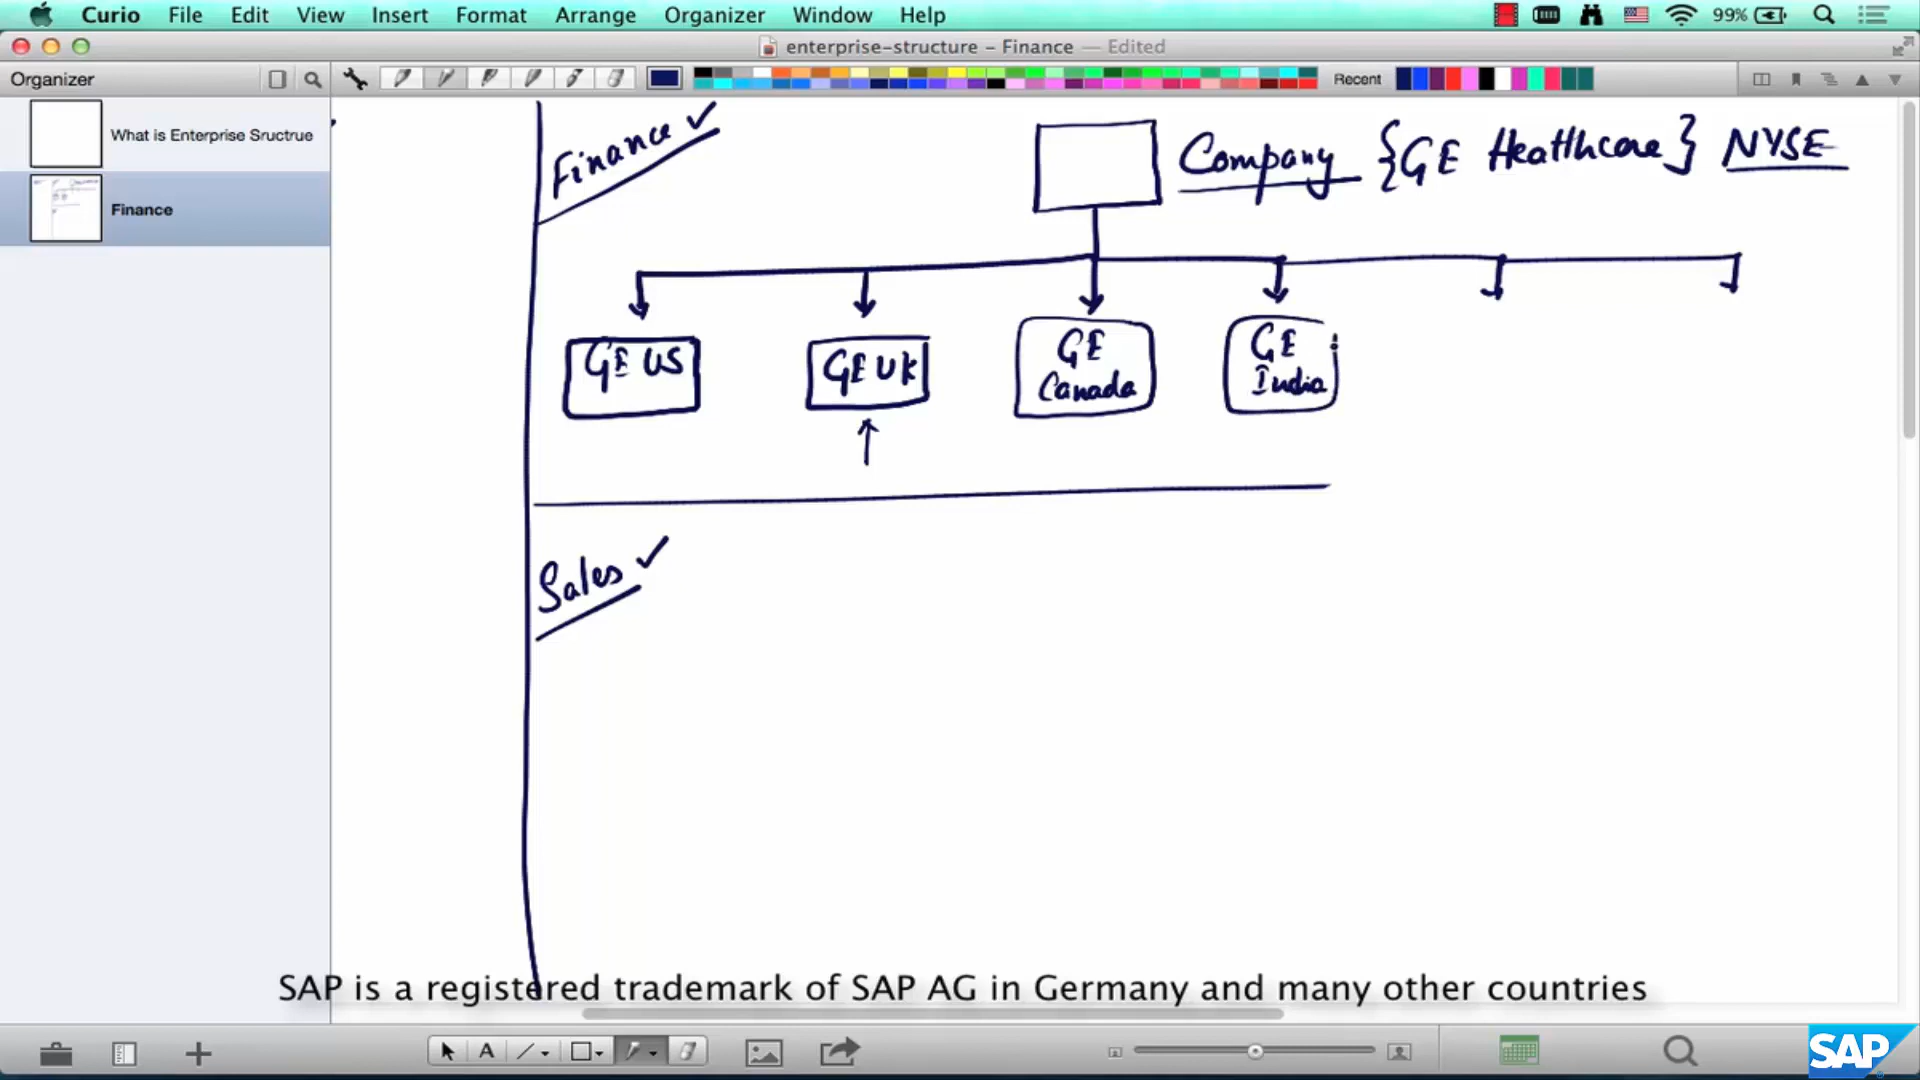 Curio File Edit View Insert Format Arrange Organizer Window Help 99%
enterprise-structure – Finance — Edited
Organizer Recent
What is Enterprise Sructrue
Finance
Finance
Company {GE Healthcare} NYSE
GE US
GE UK
GE
Canada
GE
India
Sales
SAP is a registered trademark of SAP AG in Germany and many other countries
A
SAP